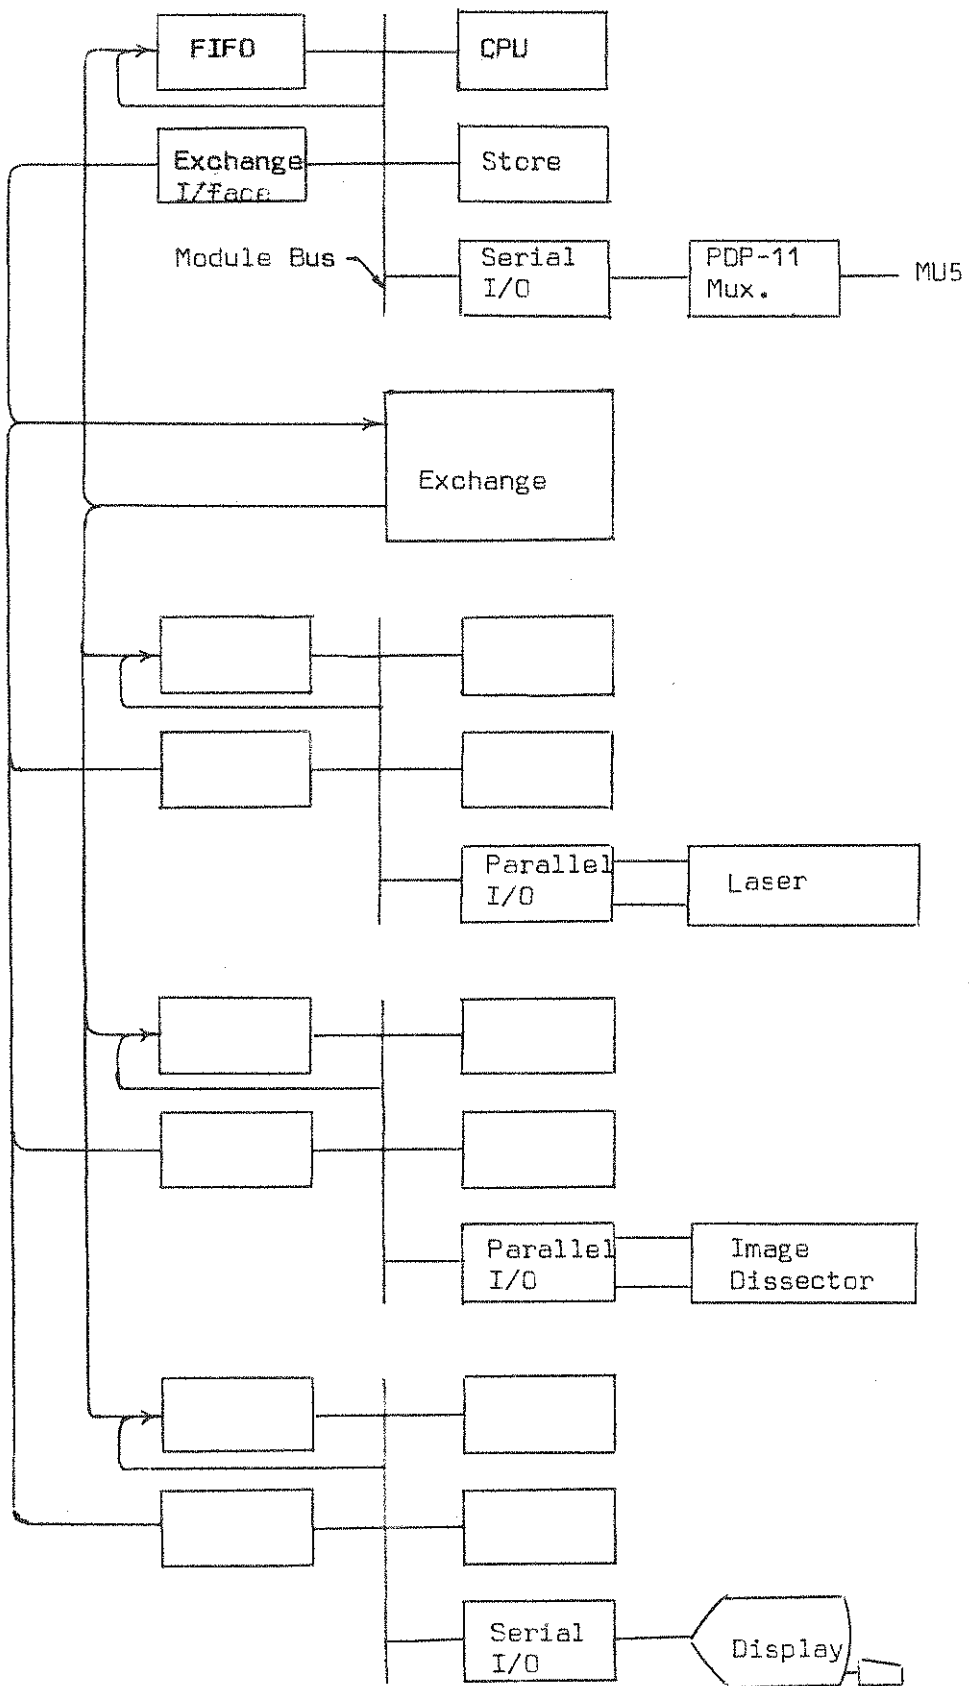 FIFO
CPU
Exchange
I/face
Store
Module Bus
Serial
I/O
PDP-11
Mux.
MU5
Exchange
Parallel
I/O
Laser
Parallel
I/O
Image
Dissector
Serial
I/O
Display